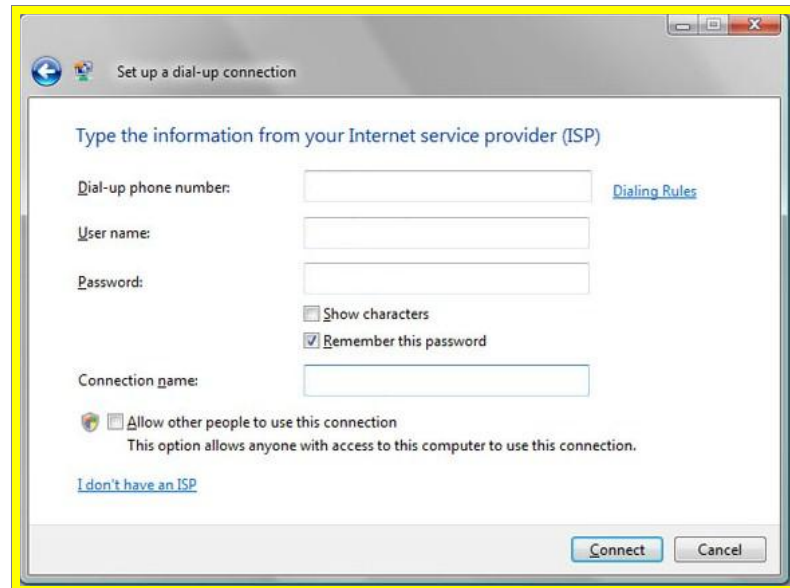 Set up a dial-up connection
Type the information from your Internet service provider (ISP)
Dial-up phone number:
Dialing Rules
User name:
Password:
Show characters
Remember this password
Connection name:
Allow other people to use this connection
This option allows anyone with access to this computer to use this connection.
I don't have an ISP
Connect Cancel